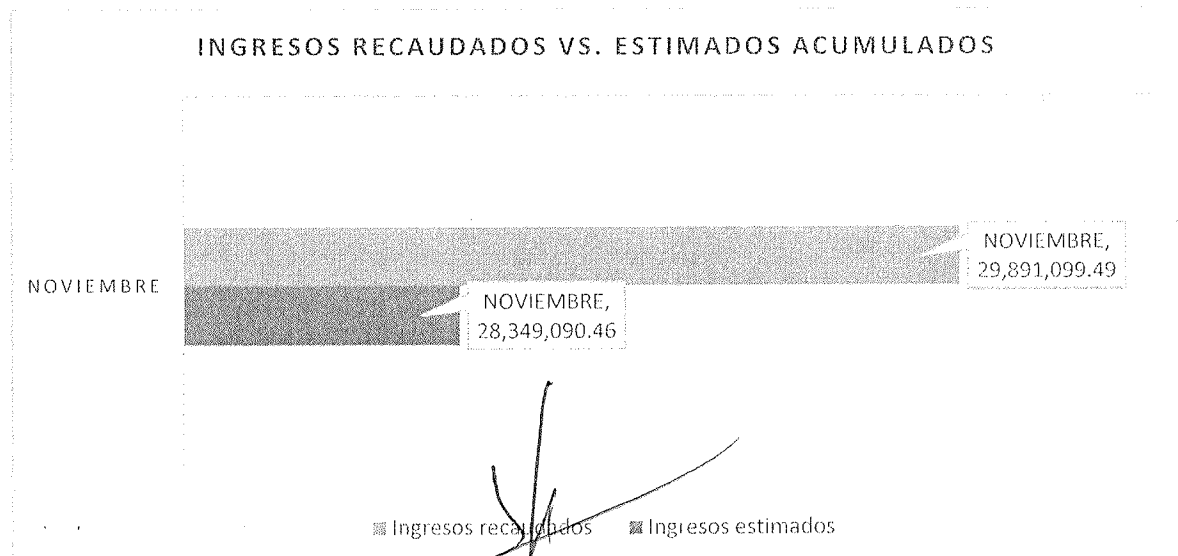 INGRESOS RECAUDADOS VS. ESTIMADOS ACUMULADOS
NOVIEMBRE
NOVIEMBRE,
29,891,099.49
NOVIEMBRE,
28,349,090.46
Ingresos recaudados
Ingresos estimados